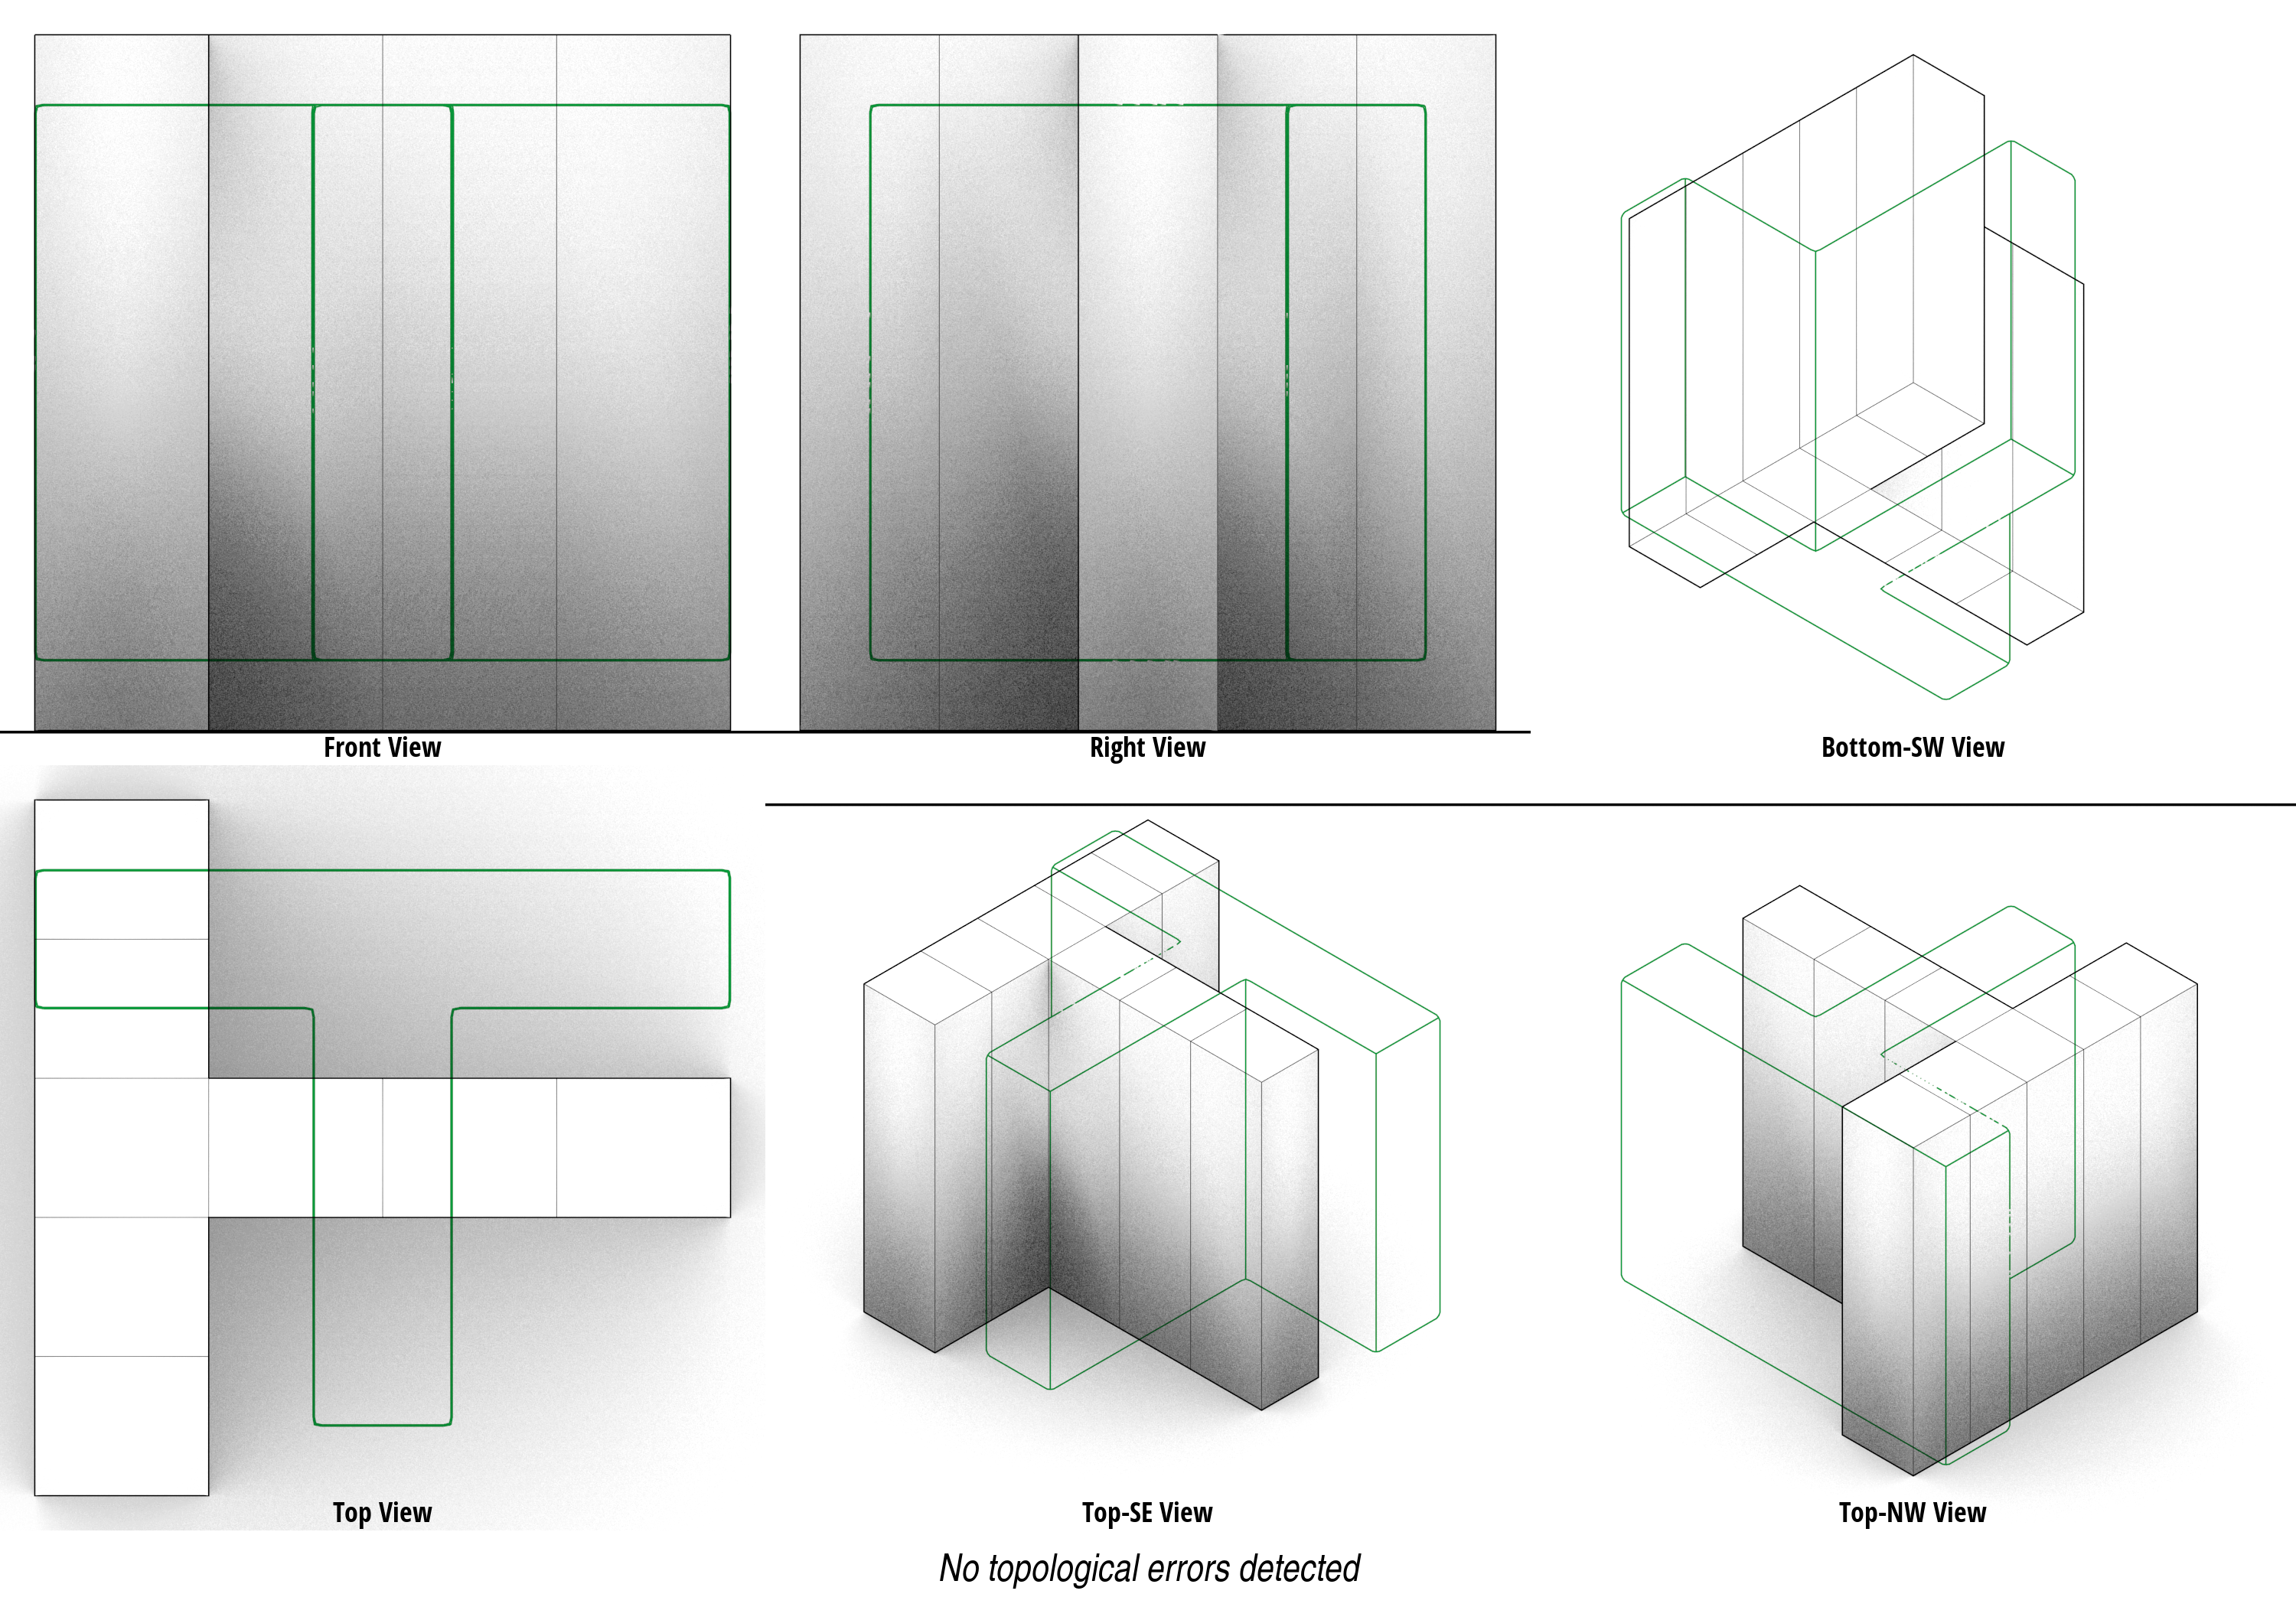 Front View
Right View
Bottom-SW View
Top View
Top-SE View
Top-NW View
No topological errors detected